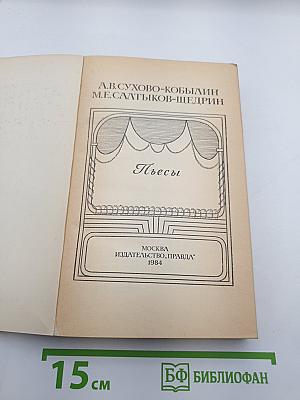 А.В.СУХОВО-КОБЫЛИН
М.Е.САЛТЫКОВ-ЩЕДРИН
Пьесы
МОСКВА
ИЗДАТЕЛЬСТВО „ПРАВДА"
1984
15 см
БФ БИБЛИОФАН